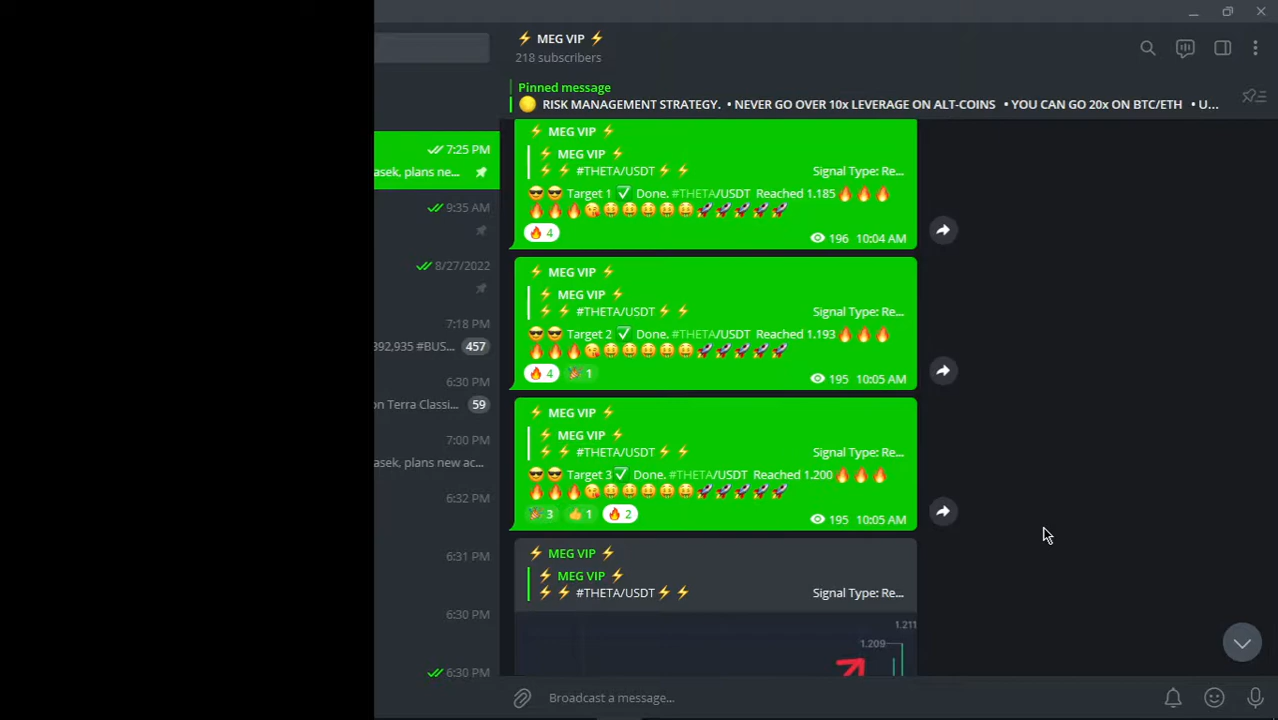 ⚡ MEG VIP ⚡
218 subscribers
Pinned message
🟡 RISK MANAGEMENT STRATEGY. • NEVER GO OVER 10x LEVERAGE ON ALT-COINS • YOU CAN GO 20x ON BTC/ETH • U...
7:25 PM
asek, plans ne...
9:35 AM
8/27/2022
7:18 PM
392,935 #BUS... 457
6:30 PM
on Terra Classi... 59
7:00 PM
asek, plans new ac...
6:32 PM
6:31 PM
6:30 PM
6:30 PM
⚡ MEG VIP ⚡
⚡ MEG VIP ⚡
⚡⚡ #THETA/USDT⚡⚡ Signal Type: Re...
😎😎 Target 1 ✅ Done. #THETA/USDT Reached 1.185🔥🔥🔥
🔥🔥🔥😘🤑🤑🤑🤑🤑🚀🚀🚀🚀🚀
🔥 4
196 10:04 AM
⚡ MEG VIP ⚡
⚡ MEG VIP ⚡
⚡⚡ #THETA/USDT⚡⚡ Signal Type: Re...
😎😎 Target 2 ✅ Done. #THETA/USDT Reached 1.193🔥🔥🔥
🔥🔥🔥😘🤑🤑🤑🤑🤑🚀🚀🚀🚀🚀
🔥 4 🎉 1
195 10:05 AM
⚡ MEG VIP ⚡
⚡ MEG VIP ⚡
⚡⚡ #THETA/USDT⚡⚡ Signal Type: Re...
😎😎 Target 3✅ Done. #THETA/USDT Reached 1.200🔥🔥🔥
🔥🔥🔥😘🤑🤑🤑🤑🤑🚀🚀🚀🚀🚀
🎉 3 👍 1 🔥 2
195 10:05 AM
⚡ MEG VIP ⚡
⚡ MEG VIP ⚡
⚡⚡ #THETA/USDT⚡⚡ Signal Type: Re...
1.211
1.209
Broadcast a message...